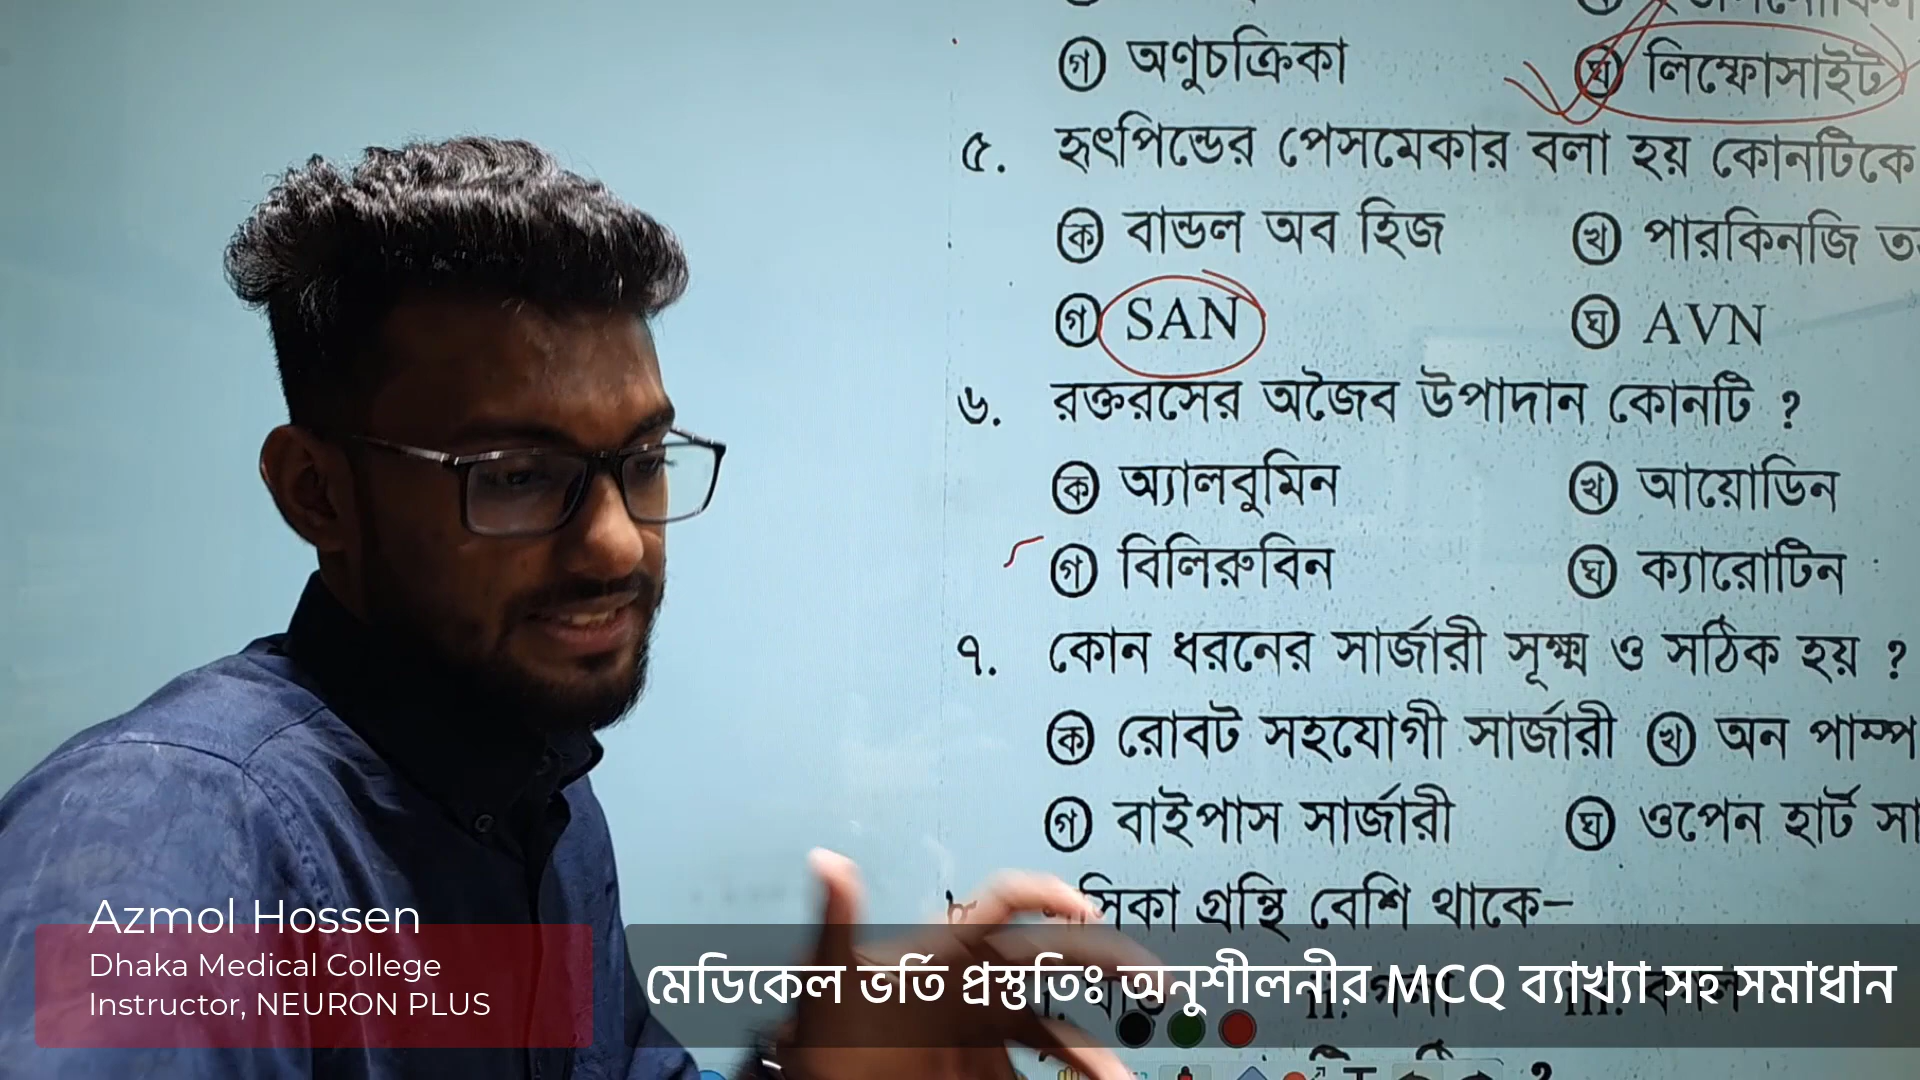 গ অণুচক্রিকা ঘ লিম্ফোসাইট
৫. হৃৎপিন্ডের পেসমেকার বলা হয় কোনটিকে
ক বান্ডল অব হিজ খ পারকিনজি
গ SAN ঘ AVN
৬. রক্তরসের অজৈব উপাদান কোনটি ?
ক অ্যালবুমিন খ আয়োডিন
গ বিলিরুবিন ঘ ক্যারোটিন
৭. কোন ধরনের সার্জারী সূক্ষ্ম ও সঠিক হয় ?
ক রোবট সহযোগী সার্জারী খ অন পাম্প
গ বাইপাস সার্জারী ঘ ওপেন হার্ট
গ্রন্থি বেশি থাকে–
Azmol Hossen
Dhaka Medical College
Instructor, NEURON PLUS
মেডিকেল ভর্তি প্রস্তুতিঃ অনুশীলনীর MCQ ব্যাখ্যা সহ সমাধান